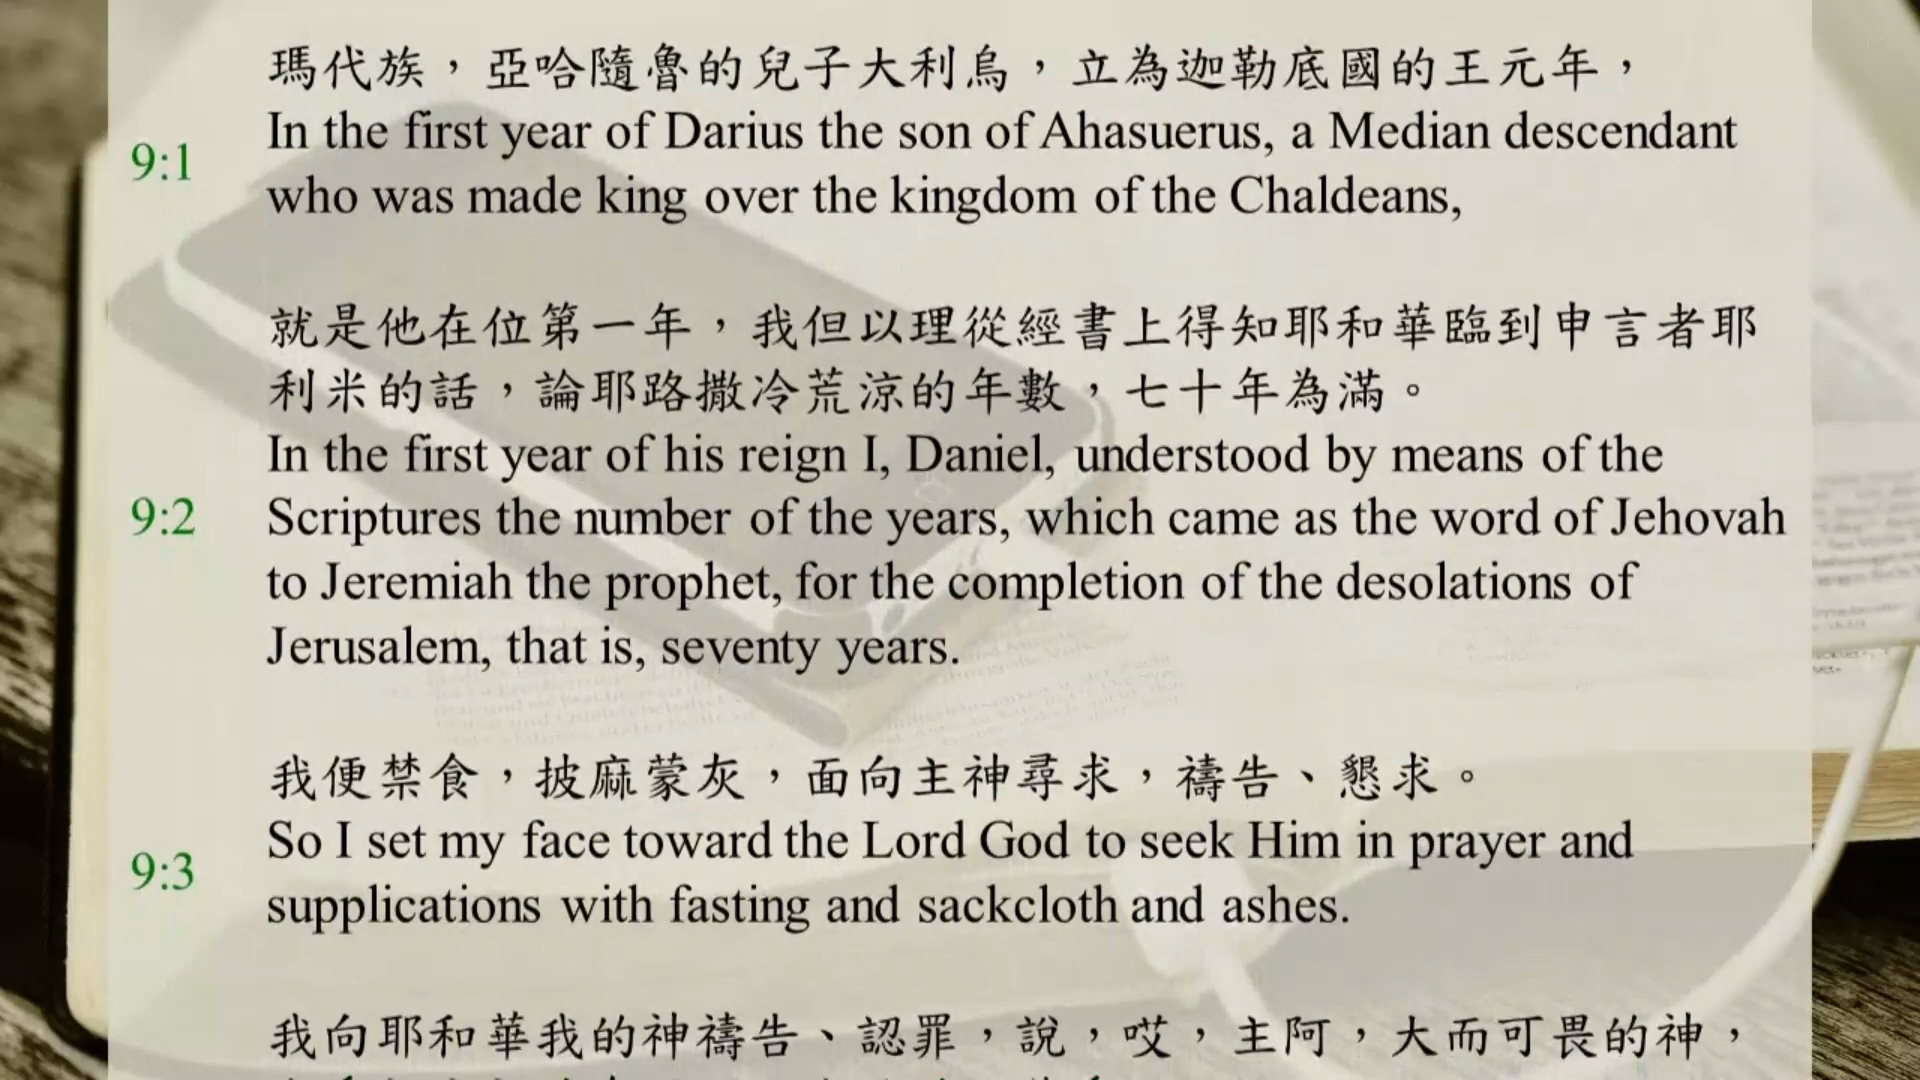 瑪代族，亞哈隨魯的兒子大利烏，立為迦勒底國的王元年，
In the first year of Darius the son of Ahasuerus, a Median descendant
9:1
who was made king over the kingdom of the Chaldeans,
就是他在位第一年，我但以理從經書上得知耶和華臨到申言者耶
利米的話，論耶路撒冷荒涼的年數，七十年為滿。
In the first year of his reign I, Daniel, understood by means of the
9:2
Scriptures the number of the years, which came as the word of Jehovah
to Jeremiah the prophet, for the completion of the desolations of
Jerusalem, that is, seventy years.
我便禁食，披麻蒙灰，面向主神尋求，禱告、懇求。
So I set my face toward the Lord God to seek Him in prayer and
9:3
supplications with fasting and sackcloth and ashes.
我向耶和華我的神禱告、認罪，說，哎，主阿，大而可畏的神，